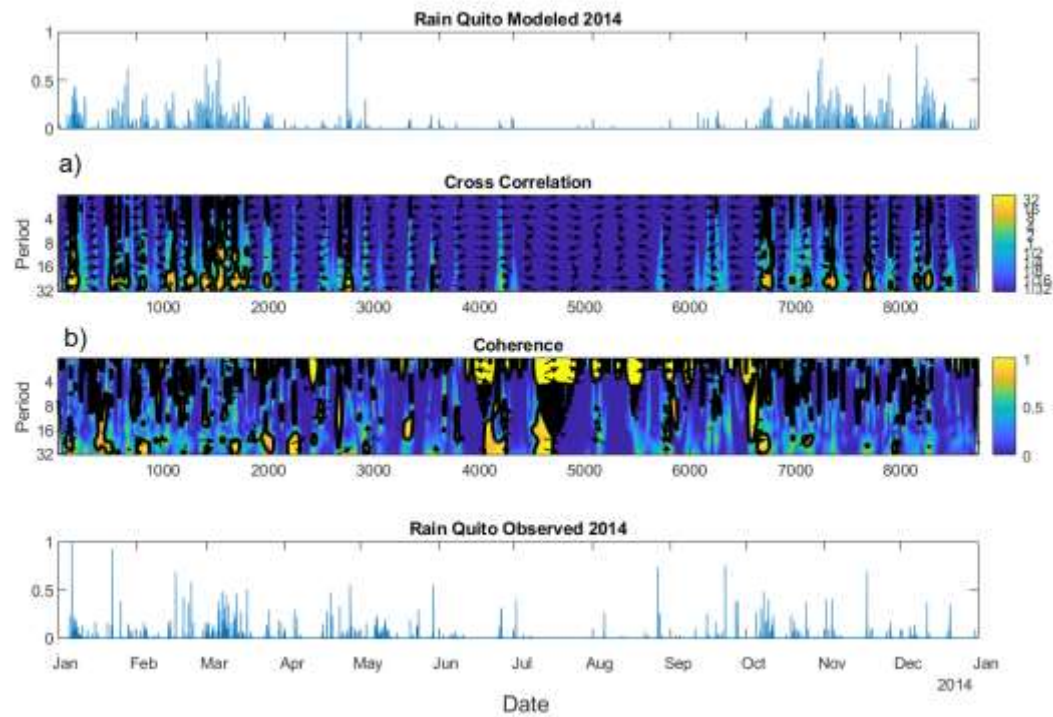 Rain Quito Modeled 2014
1
0.5
0
a)
Cross Correlation
Period
4
8
16
32
32
1000 2000 3000 4000 5000 6000 7000 8000
b)
Coherence
Period
4
8
16
32
1
0.5
0
1000 2000 3000 4000 5000 6000 7000 8000
Rain Quito Observed 2014
1
0.5
0
Jan Feb Mar Apr May Jun Jul Aug Sep Oct Nov Dec Jan
2014
Date